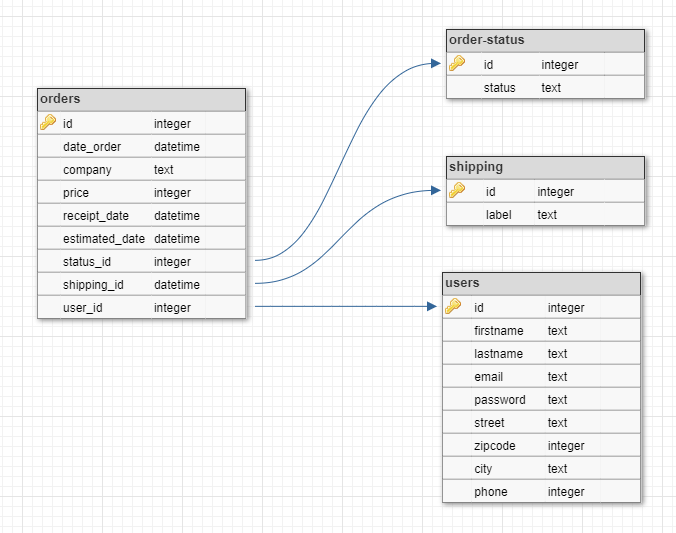 orders
id integer
date_order datetime
company text
price integer
receipt_date datetime
estimated_date datetime
status_id integer
shipping_id datetime
user_id integer
order-status
id integer
status text
shipping
id integer
label text
users
id integer
firstname text
lastname text
email text
password text
street text
zipcode integer
city text
phone integer